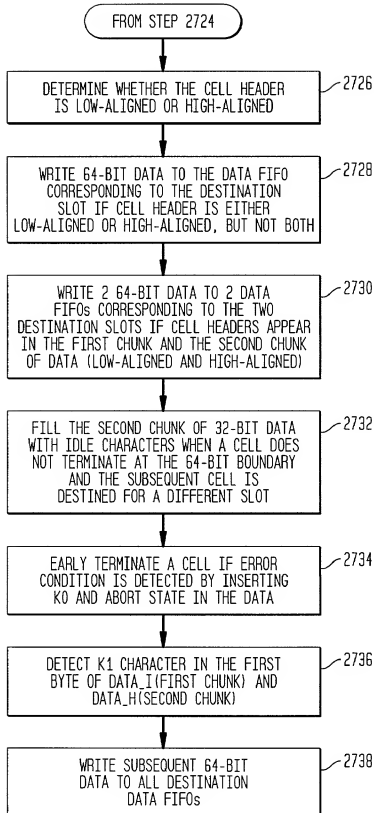 FROM STEP 2724
DETERMINE WHETHER THE CELL HEADER
IS LOW-ALIGNED OR HIGH-ALIGNED
2726
WRITE 64-BIT DATA TO THE DATA FIFO
CORRESPONDING TO THE DESTINATION
SLOT IF CELL HEADER IS EITHER
LOW-ALIGNED OR HIGH-ALIGNED, BUT NOT BOTH
2728
WRITE 2 64-BIT DATA TO 2 DATA
FIFOs CORRESPONDING TO THE TWO
DESTINATION SLOTS IF CELL HEADERS APPEAR
IN THE FIRST CHUNK AND THE SECOND CHUNK
OF DATA (LOW-ALIGNED AND HIGH-ALIGNED)
2730
FILL THE SECOND CHUNK OF 32-BIT DATA
WITH IDLE CHARACTERS WHEN A CELL DOES
NOT TERMINATE AT THE 64-BIT BOUNDARY
AND THE SUBSEQUENT CELL IS
DESTINED FOR A DIFFERENT SLOT
2732
EARLY TERMINATE A CELL IF ERROR
CONDITION IS DETECTED BY INSERTING
K0 AND ABORT STATE IN THE DATA
2734
DETECT K1 CHARACTER IN THE FIRST
BYTE OF DATA_I(FIRST CHUNK) AND
DATA_H(SECOND CHUNK)
2736
WRITE SUBSEQUENT 64-BIT
DATA TO ALL DESTINATION
DATA FIFOs
2738